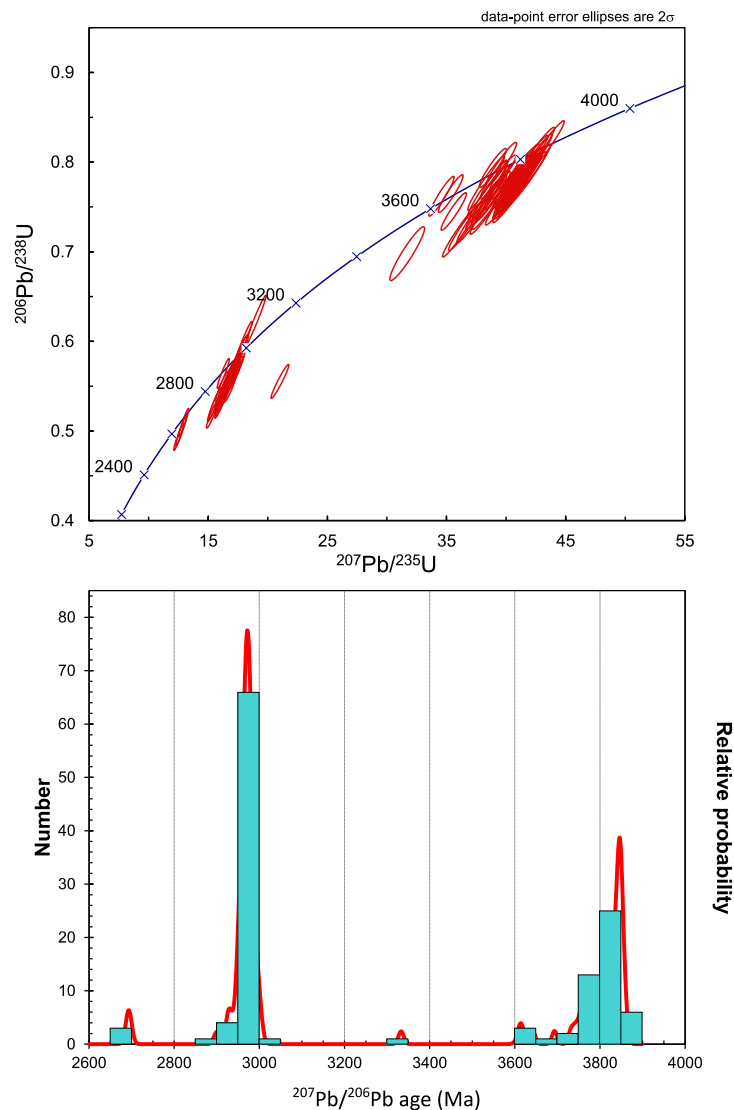 data-point error ellipses are 2σ
0.9
4000
0.8
3600
0.7
3200
0.6
2800
0.5
2400
0.4
5 15 25 35 45 55
²⁰⁶Pb/²³⁸U
²⁰⁷Pb/²³⁵U
80
70
60
50
40
30
20
10
0
2600 2800 3000 3200 3400 3600 3800 4000
Number
Relative probability
²⁰⁷Pb/²⁰⁶Pb age (Ma)